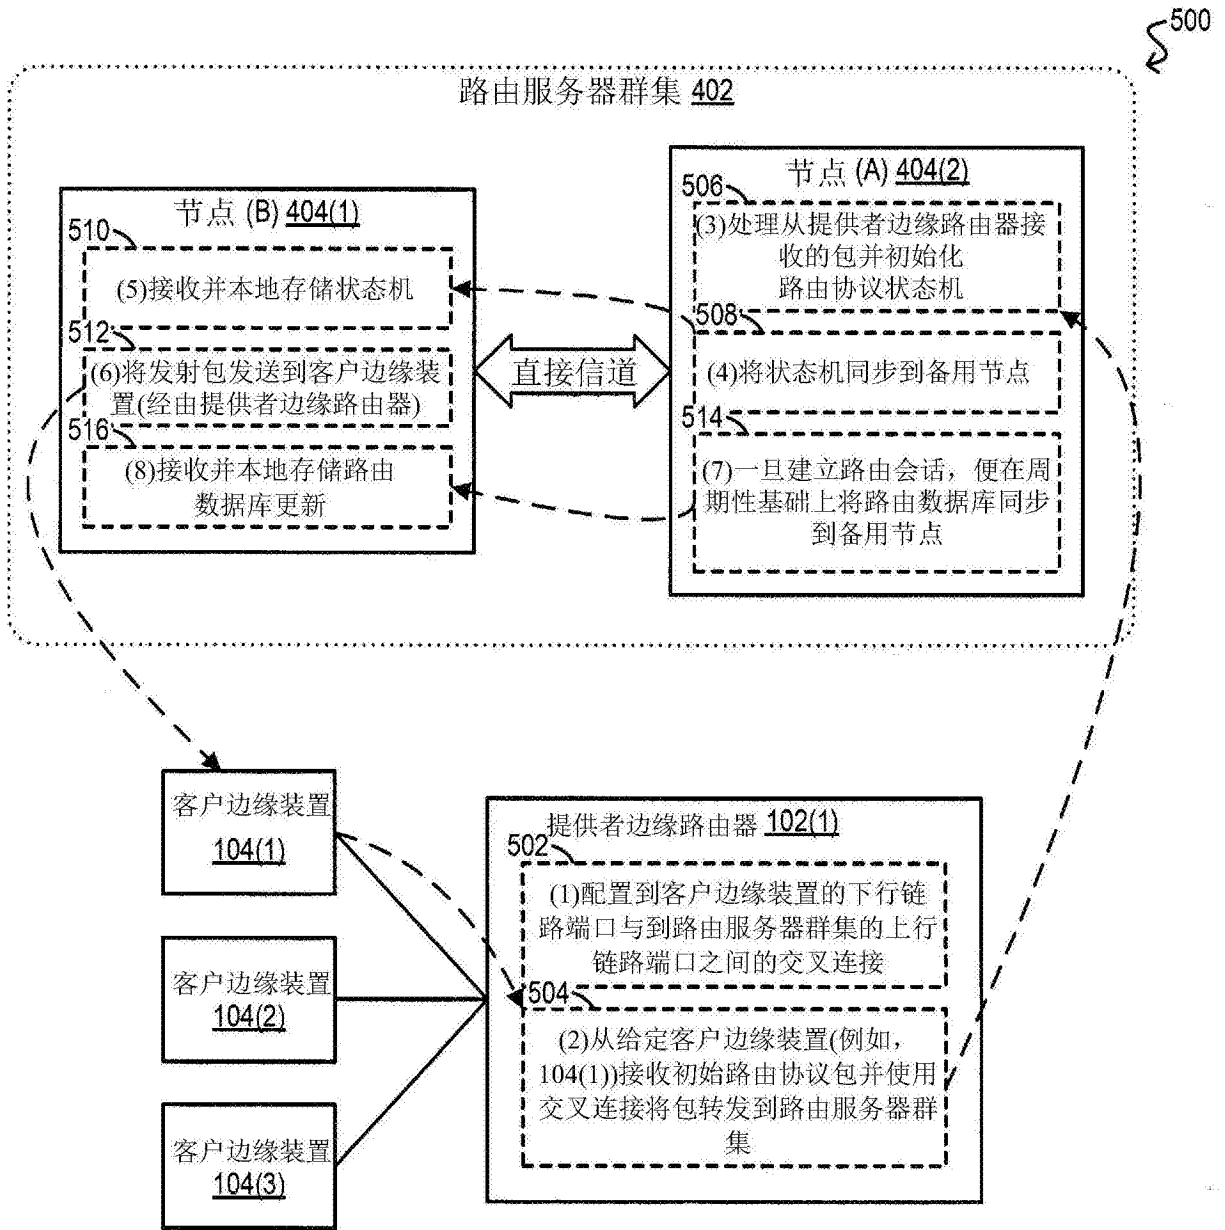 500
路由服务器群集 402
节点 (B) 404(1)
510
(5)接收并本地存储状态机
512
(6)将发射包发送到客户边缘装
置(经由提供者边缘路由器)
516
(8)接收并本地存储路由
数据库更新
直接信道
节点 (A) 404(2)
506
(3)处理从提供者边缘路由器接
收的包并初始化
路由协议状态机
508
(4)将状态机同步到备用节点
514
(7)一旦建立路由会话，便在周
期性基础上将路由数据库同步
到备用节点
客户边缘装置
104(1)
客户边缘装置
104(2)
客户边缘装置
104(3)
提供者边缘路由器 102(1)
502
(1)配置到客户边缘装置的下行链
路端口与到路由服务器群集的上行
链路端口之间的交叉连接
504
(2)从给定客户边缘装置(例如，
104(1))接收初始路由协议包并使用
交叉连接将包转发到路由服务器群
集